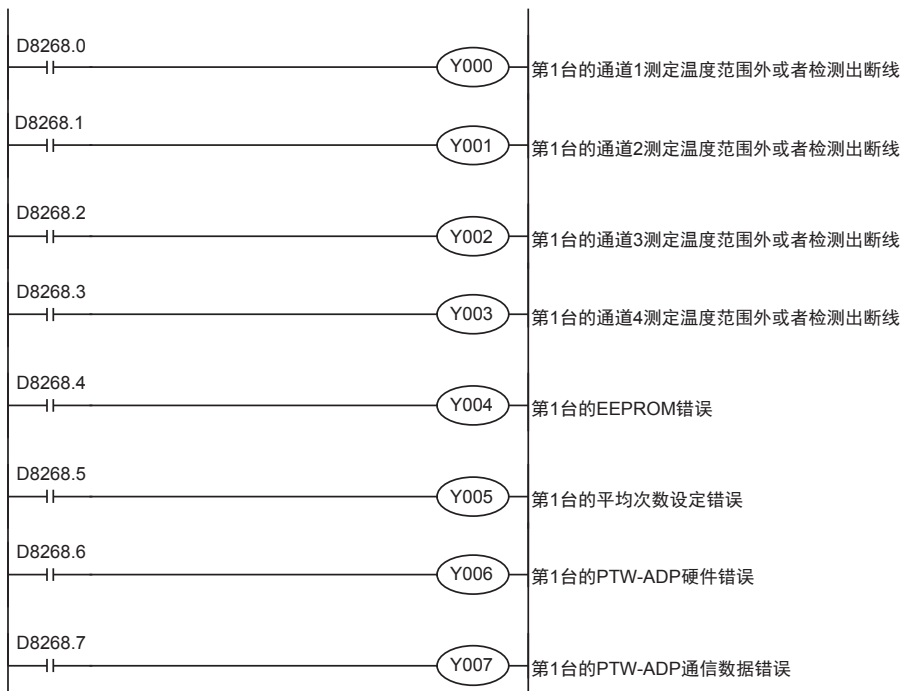 D8268.0
Y000 第1台的通道1测定温度范围外或者检测出断线
D8268.1
Y001 第1台的通道2测定温度范围外或者检测出断线
D8268.2
Y002 第1台的通道3测定温度范围外或者检测出断线
D8268.3
Y003 第1台的通道4测定温度范围外或者检测出断线
D8268.4
Y004 第1台的EEPROM错误
D8268.5
Y005 第1台的平均次数设定错误
D8268.6
Y006 第1台的PTW-ADP硬件错误
D8268.7
Y007 第1台的PTW-ADP通信数据错误